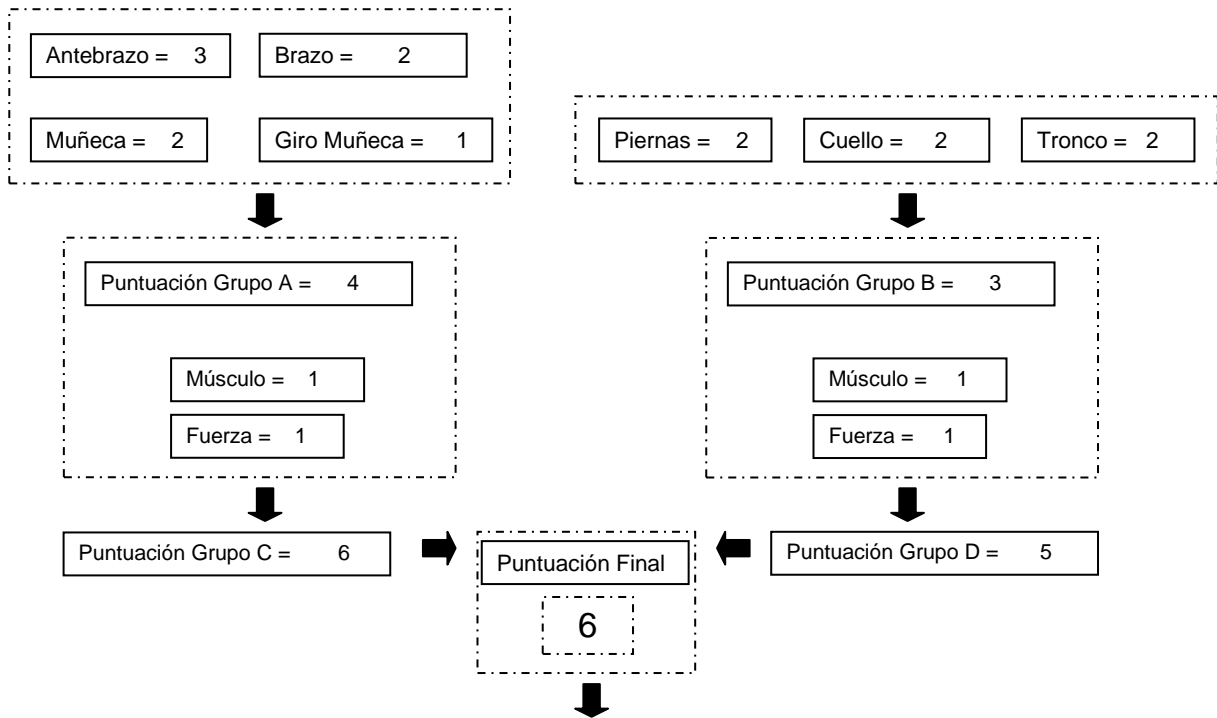 Antebrazo = 3
Brazo = 2
Muñeca = 2
Giro Muñeca = 1
Piernas = 2
Cuello = 2
Tronco = 2
Puntuación Grupo A = 4
Músculo = 1
Fuerza = 1
Puntuación Grupo B = 3
Músculo = 1
Fuerza = 1
Puntuación Grupo C = 6
Puntuación Grupo D = 5
Puntuación Final
6